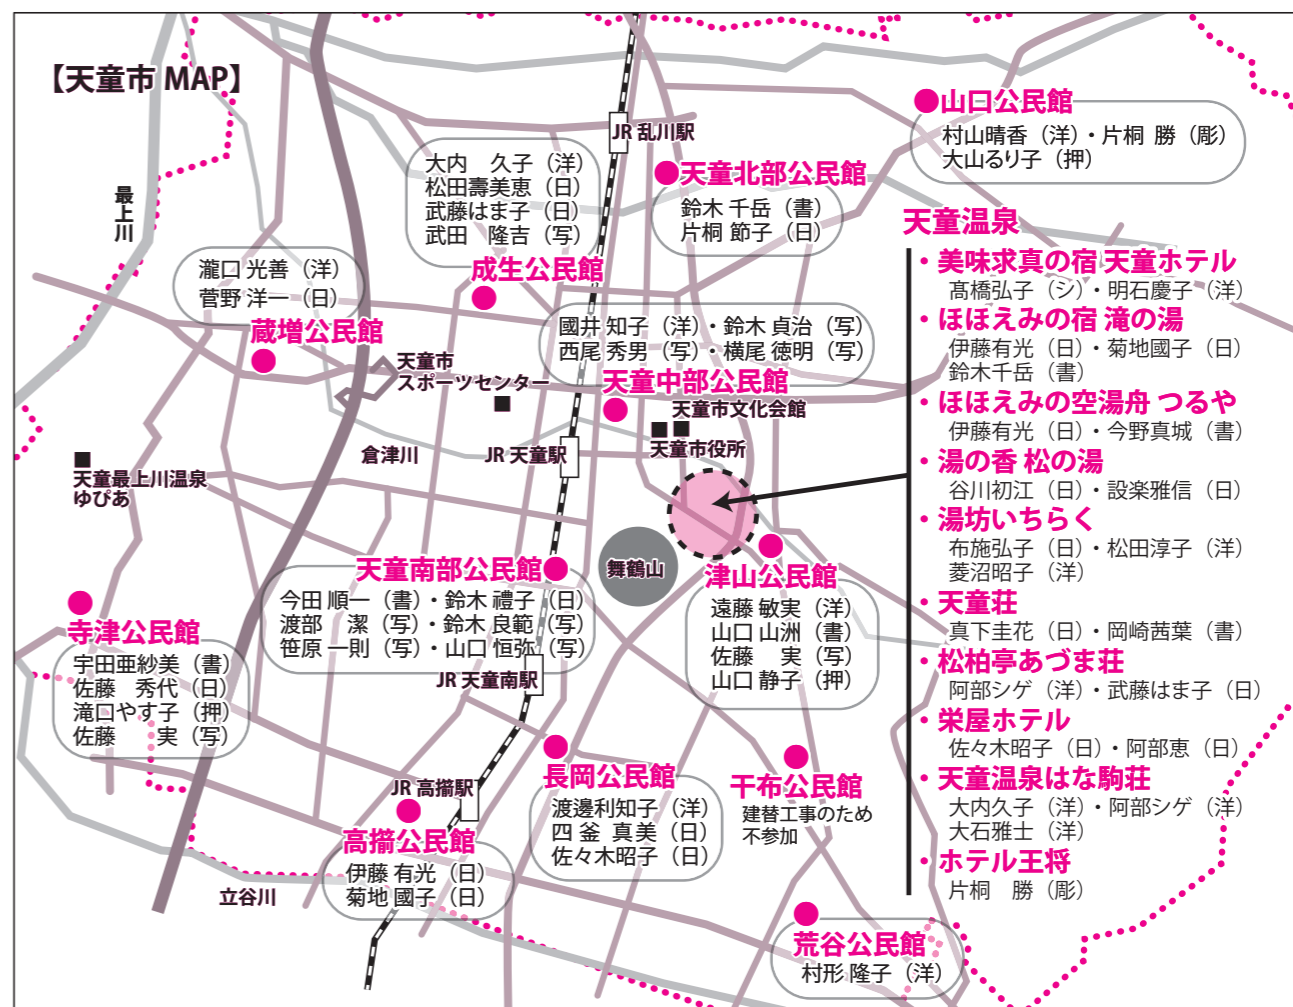 【天童市 MAP】
最上川
JR 乱川駅
山口公民館
村山晴香（洋）・片桐 勝（彫）
大山るり子（押）
大内　久子（洋）
松田壽美恵（日）
武藤はま子（日）
武田　隆吉（写）
成生公民館
天童北部公民館
鈴木 千岳（書）
片桐 節子（日）
瀧口 光善（洋）
菅野 洋一（日）
蔵増公民館
國井 知子（洋）・鈴木 貞治（写）
西尾 秀男（写）・横尾 徳明（写）
天童中部公民館
天童市
スポーツセンター
天童市文化会館
天童市役所
倉津川
JR 天童駅
天童最上川温泉
ゆぴあ
舞鶴山
天童南部公民館
今田 順一（書）・鈴木 禮子（日）
渡部　潔（写）・鈴木 良範（写）
笹原 一則（写）・山口 恒弥（写）
JR 天童南駅
津山公民館
遠藤 敏実（洋）
山口 山洲（書）
佐藤　実（写）
山口 静子（押）
寺津公民館
宇田亜紗美（書）
佐藤　秀代（日）
滝口やす子（押）
佐藤　　実（写）
JR 高擶駅
高擶公民館
伊藤 有光（日）
菊地 國子（日）
立谷川
長岡公民館
渡邊利知子（洋）
四釜 真美（日）
佐々木昭子（日）
干布公民館
建替工事のため
不参加
荒谷公民館
村形 隆子（洋）
天童温泉
・美味求真の宿 天童ホテル
髙橋弘子（シ）・明石慶子（洋）
・ほほえみの宿 滝の湯
伊藤有光（日）・菊地國子（日）
鈴木千岳（書）
・ほほえみの空湯舟 つるや
伊藤有光（日）・今野真城（書）
・湯の香 松の湯
谷川初江（日）・設楽雅信（日）
・湯坊いちらく
布施弘子（日）・松田淳子（洋）
菱沼昭子（洋）
・天童荘
真下圭花（日）・岡崎茜葉（書）
・松柏亭あづま荘
阿部シゲ（洋）・武藤はま子（日）
・栄屋ホテル
佐々木昭子（日）・阿部恵（日）
・天童温泉はな駒荘
大内久子（洋）・阿部シゲ（洋）
大石雅士（洋）
・ホテル王将
片桐　勝（彫）